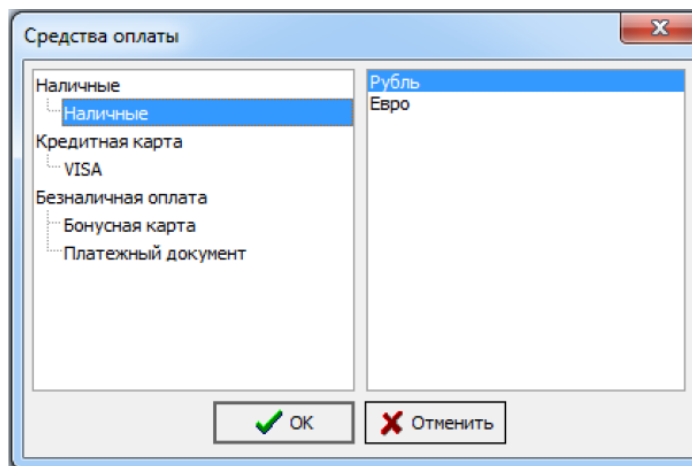 Средства оплаты
Наличные
Наличные
Кредитная карта
VISA
Безналичная оплата
Бонусная карта
Платежный документ
Рубль
Евро
OK
Отменить